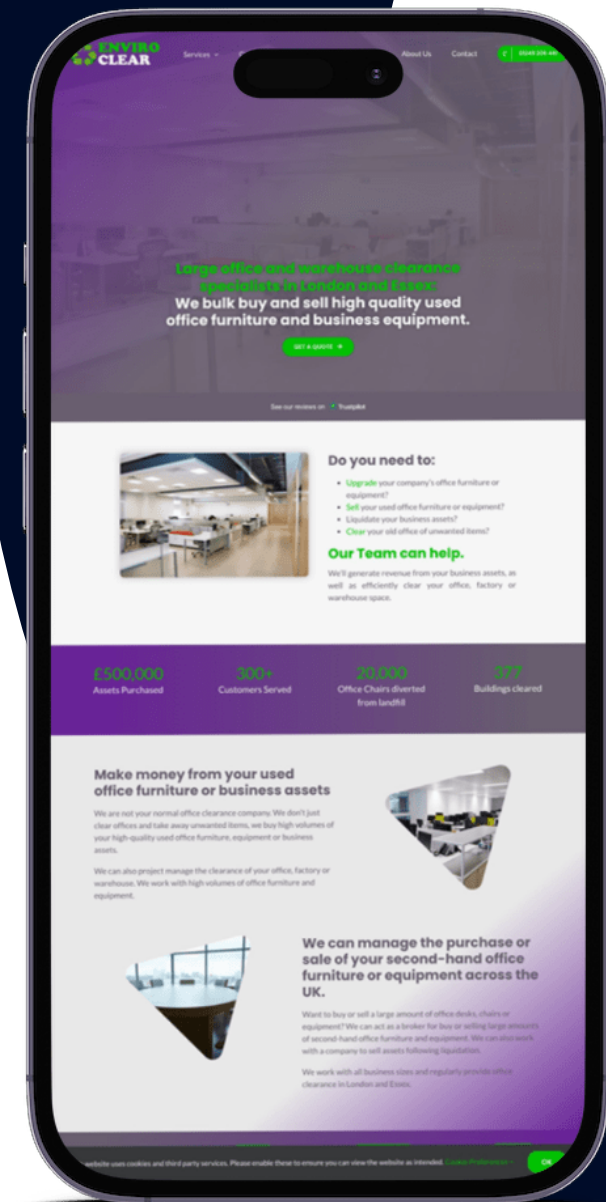 ENVIRO
CLEAR
Services
About Us
Contact
Large office and warehouse clearance
specialists in London and Essex:
We bulk buy and sell high quality used
office furniture and business equipment.
GET A QUOTE
See our reviews on Trustpilot
Do you need to:
Upgrade your company's office furniture or
equipment?
Sell your used office furniture or equipment?
Liquidate your business assets?
Clear your old office of unwanted items?
Our Team can help.
We'll generate revenue from your business assets, as
well as efficiently clear your office, factory or
warehouse space.
£500,000
Assets Purchased
300+
Customers Served
20,000
Office Chairs diverted
from landfill
377
Buildings cleared
Make money from your used
office furniture or business assets
We are not your normal office clearance company. We don't just
clear offices and take away unwanted items, we buy high volumes of
your high-quality used office furniture, equipment or business
assets.
We can also project manage the clearance of your office, factory or
warehouse. We work with high volumes of office furniture and
equipment.
We can manage the purchase or
sale of your second-hand office
furniture or equipment across the
UK.
Want to buy or sell a large amount of office desks, chairs or
equipment? We can act as a broker for buy or selling large amounts
of second-hand office furniture and equipment. We can also work
with a company to sell assets following liquidation.
We work with all business sizes and regularly provide office
clearance in London and Essex.
website uses cookies and third party services. Please enable these to ensure you can view the website as intended. Cookie Preferences
OK